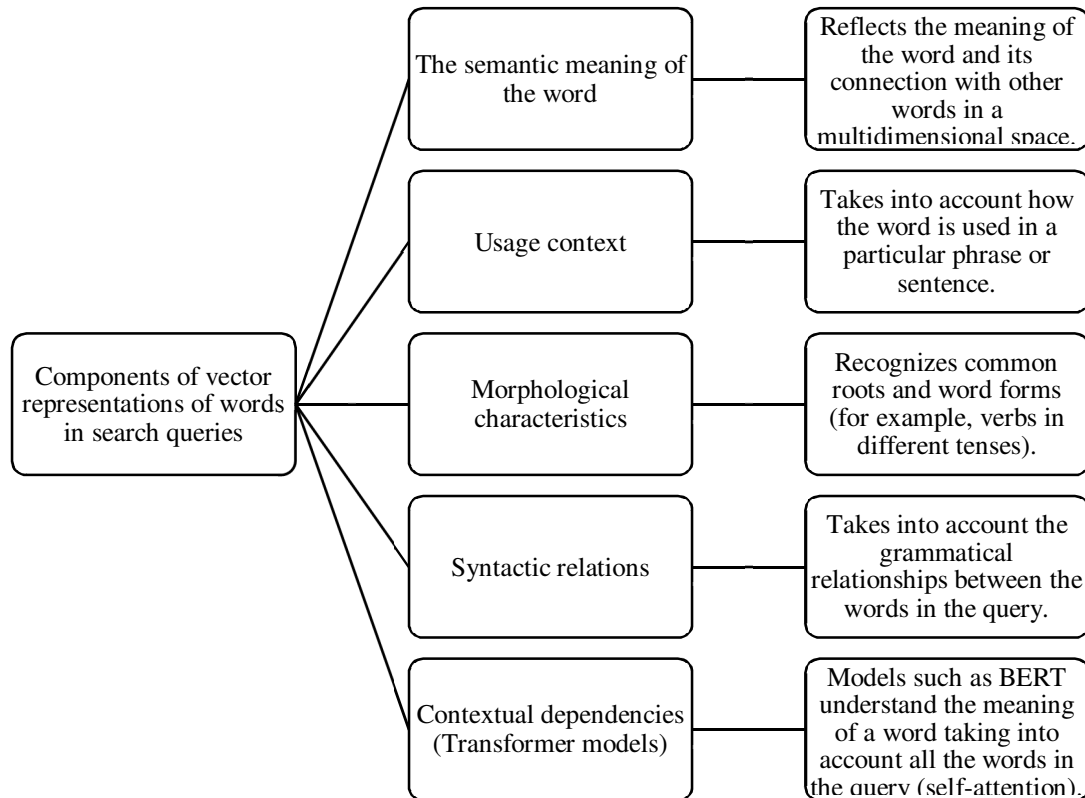 Components of vector
representations of words
in search queries
The semantic meaning of
the word
Reflects the meaning of
the word and its
connection with other
words in a
multidimensional space.
Usage context
Takes into account how
the word is used in a
particular phrase or
sentence.
Morphological
characteristics
Recognizes common
roots and word forms
(for example, verbs in
different tenses).
Syntactic relations
Takes into account the
grammatical
relationships between the
words in the query.
Contextual dependencies
(Transformer models)
Models such as BERT
understand the meaning
of a word taking into
account all the words in
the query (self-attention).